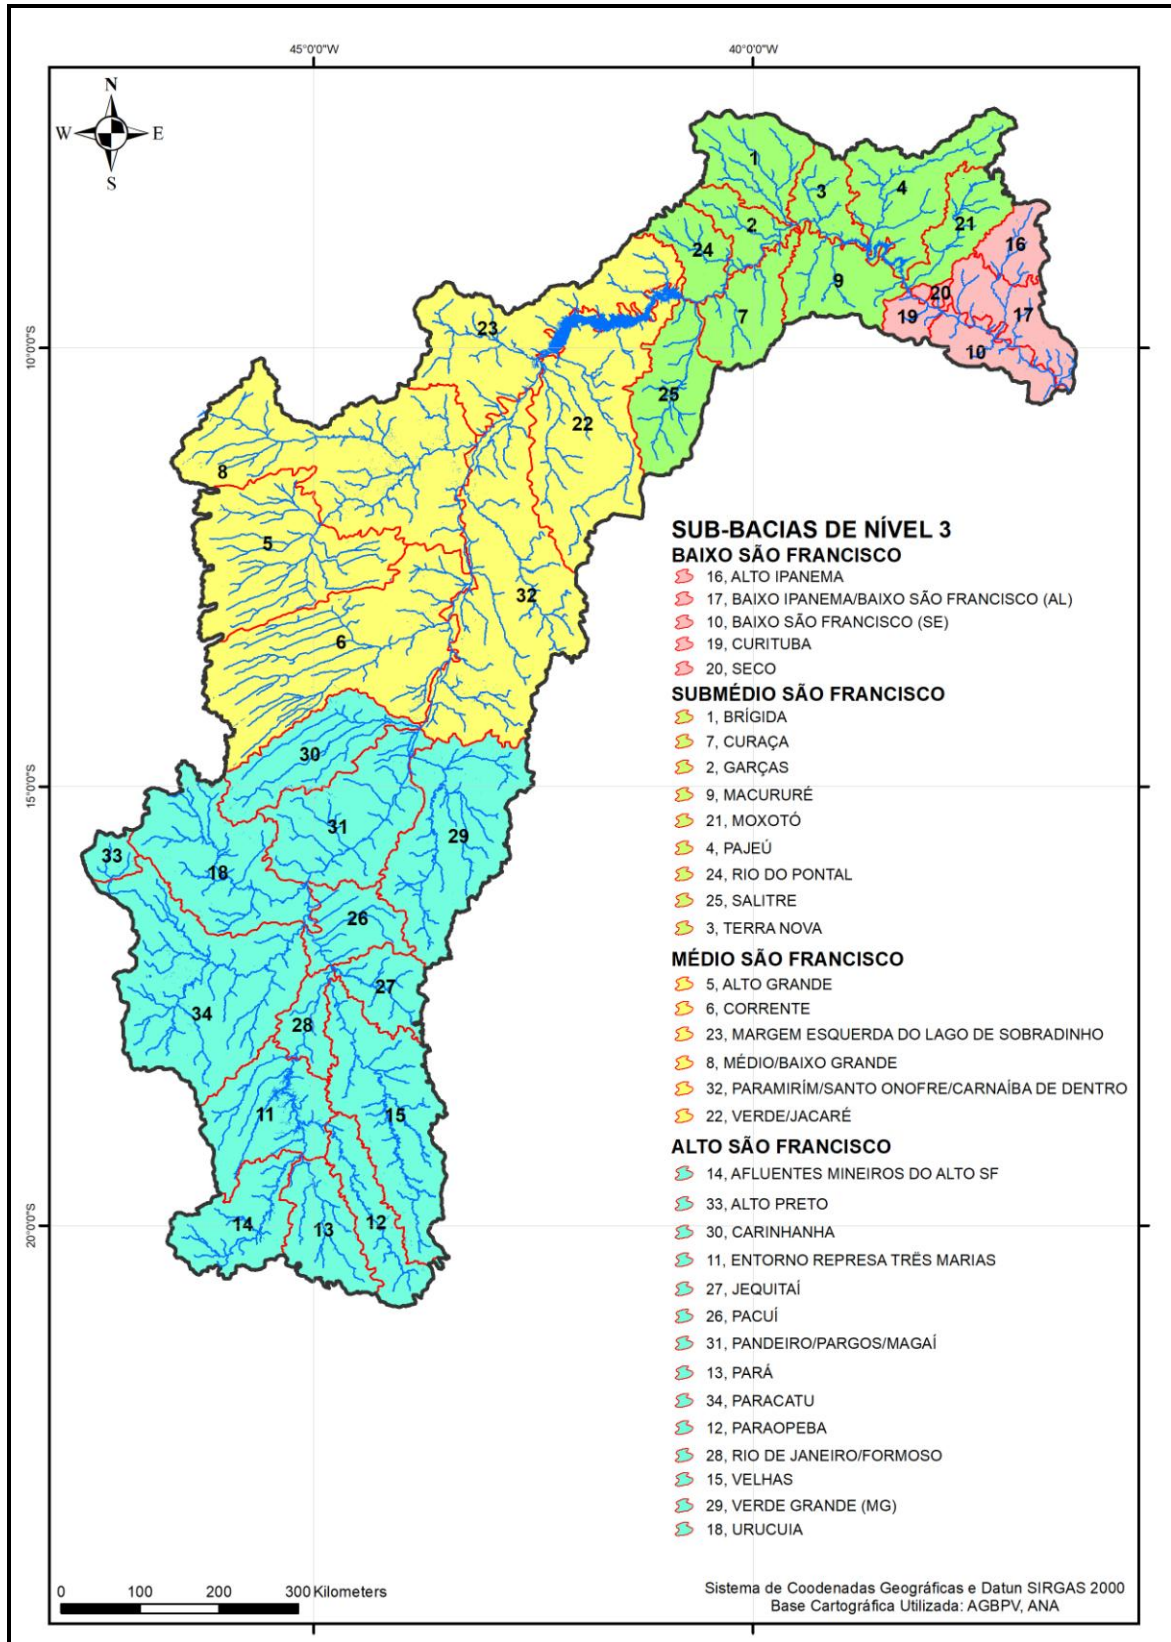 45°0'0"W
40°0'0"W
N
W
E
S
1
3
4
2
21
24
16
9
20
7
19
17
23
10
10°0'0"S
25
22
8
5
32
6
30
15°0'0"S
31
29
33
18
26
27
34
28
11
15
14
13
12
20°0'0"S
SUB-BACIAS DE NÍVEL 3
BAIXO SÃO FRANCISCO
16, ALTO IPANEMA
17, BAIXO IPANEMA/BAIXO SÃO FRANCISCO (AL)
10, BAIXO SÃO FRANCISCO (SE)
19, CURITUBA
20, SECO
SUBMÉDIO SÃO FRANCISCO
1, BRÍGIDA
7, CURAÇA
2, GARÇAS
9, MACURURÉ
21, MOXOTÓ
4, PAJEÚ
24, RIO DO PONTAL
25, SALITRE
3, TERRA NOVA
MÉDIO SÃO FRANCISCO
5, ALTO GRANDE
6, CORRENTE
23, MARGEM ESQUERDA DO LAGO DE SOBRADINHO
8, MÉDIO/BAIXO GRANDE
32, PARAMIRÍM/SANTO ONOFRE/CARNAÍBA DE DENTRO
22, VERDE/JACARÉ
ALTO SÃO FRANCISCO
14, AFLUENTES MINEIROS DO ALTO SF
33, ALTO PRETO
30, CARINHANHA
11, ENTORNO REPRESA TRÊS MARIAS
27, JEQUITAÍ
26, PACUÍ
31, PANDEIRO/PARGOS/MAGAÍ
13, PARÁ
34, PARACATU
12, PARAOPEBA
28, RIO DE JANEIRO/FORMOSO
15, VELHAS
29, VERDE GRANDE (MG)
18, URUCUIA
0 100 200 300 Kilometers
Sistema de Coodenadas Geográficas e Datun SIRGAS 2000
Base Cartográfica Utilizada: AGBPV, ANA